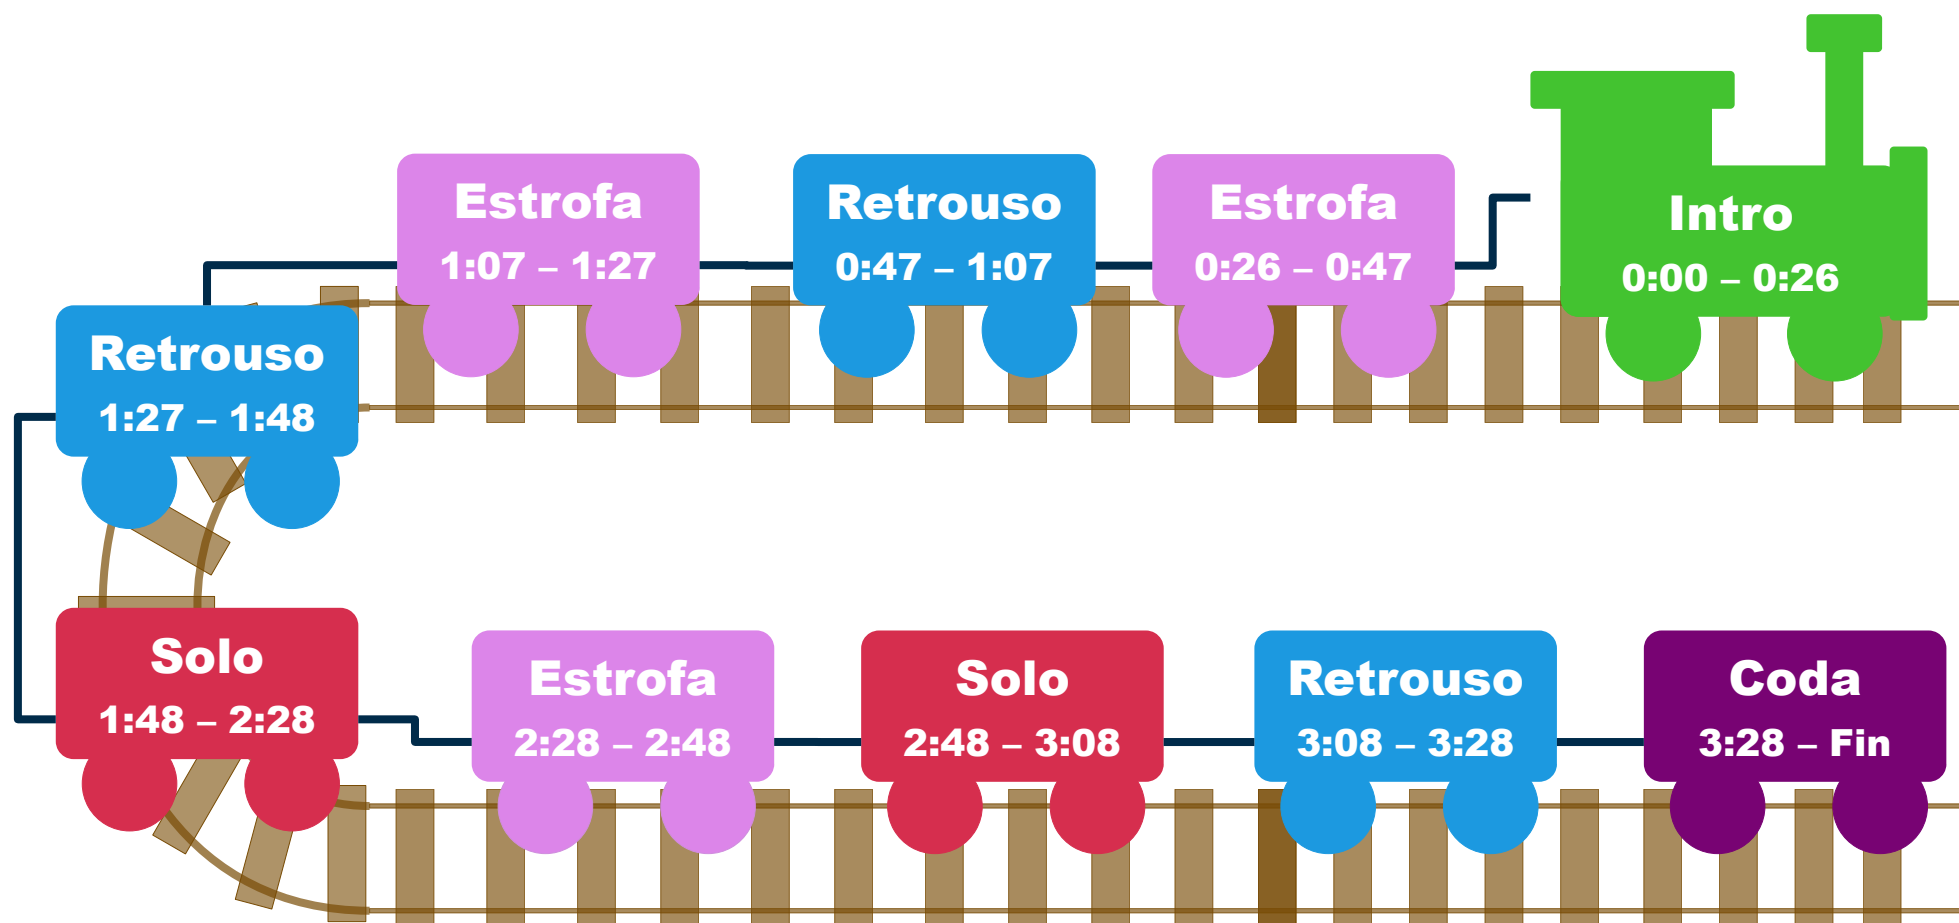 Intro
0:00 – 0:26
Estrofa
0:26 – 0:47
Retrouso
0:47 – 1:07
Estrofa
1:07 – 1:27
Retrouso
1:27 – 1:48
Solo
1:48 – 2:28
Estrofa
2:28 – 2:48
Solo
2:48 – 3:08
Retrouso
3:08 – 3:28
Coda
3:28 – Fin